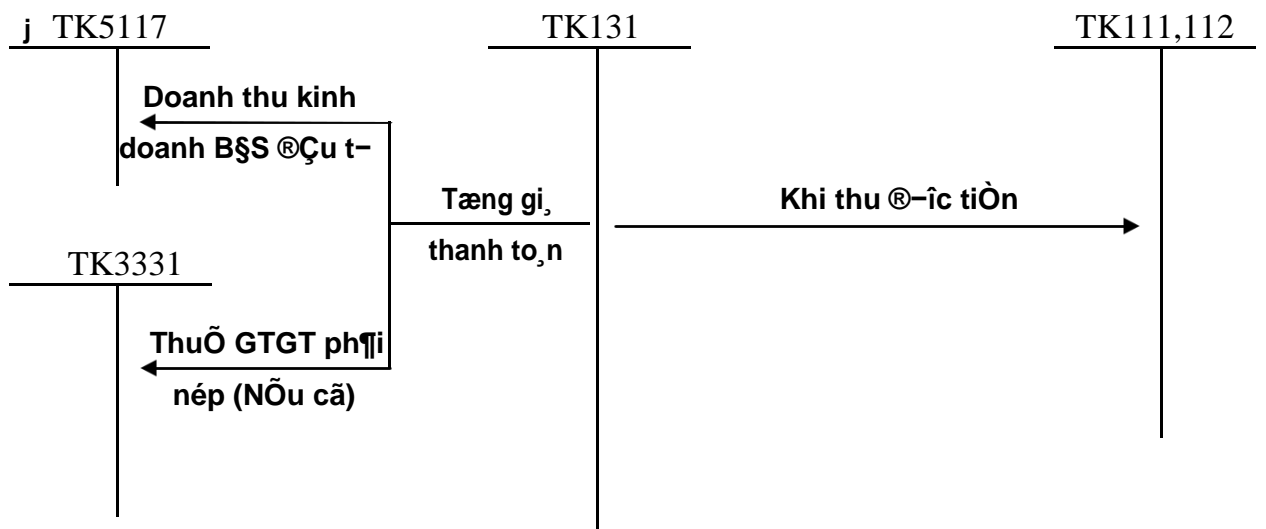 j TK5117
TK131
TK111,112
Doanh thu kinh
doanh B§S ®Çu t−
Tæng gi¸
thanh to¸n
Khi thu ®−îc tiÒn
TK3331
ThuÕ GTGT ph¶i
nép (NÕu cã)